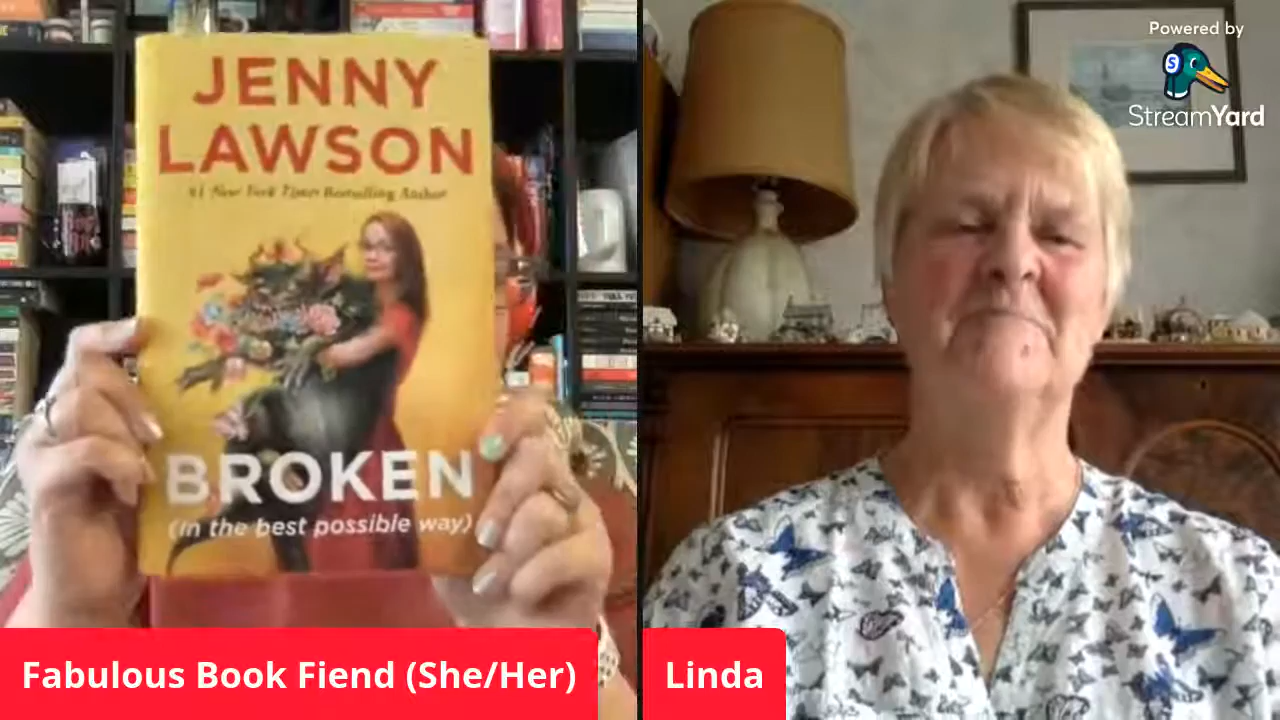 JENNY
LAWSON
#1 New York Times Bestselling Author
BROKEN
(In the best possible way)
Fabulous Book Fiend (She/Her)
Linda
Powered by
StreamYard